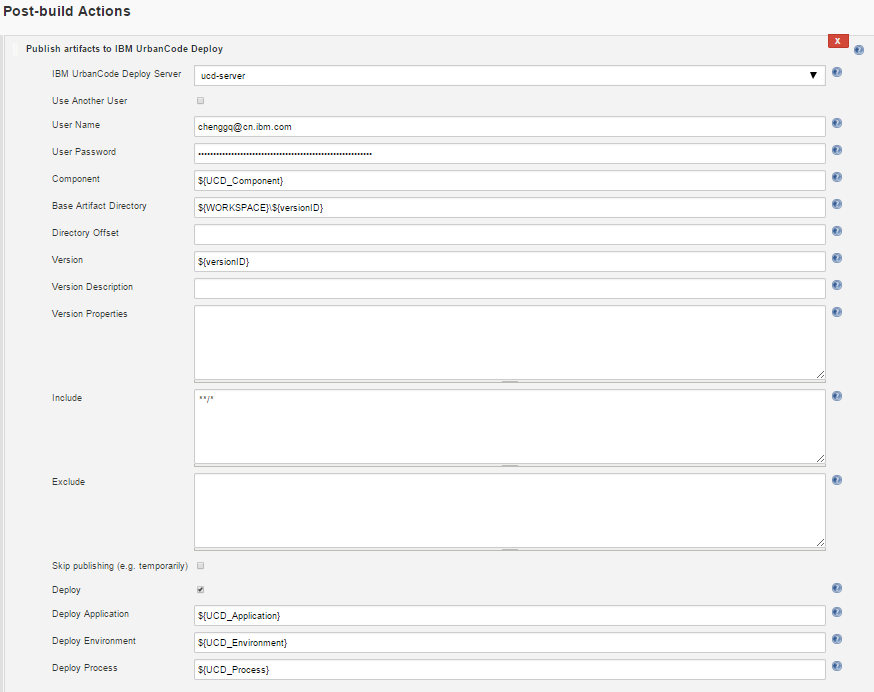 Post-build Actions
Publish artifacts to IBM UrbanCode Deploy
X
IBM UrbanCode Deploy Server ucd-server
Use Another User
User Name chenggq@cn.ibm.com
User Password ••••••••••••••••••••••••••••••••••••••••••••••••••••••••••
Component ${UCD_Component}
Base Artifact Directory ${WORKSPACE}\${versionID}
Directory Offset
Version ${versionID}
Version Description
Version Properties
Include **/*
Exclude
Skip publishing (e.g. temporarily)
Deploy
Deploy Application ${UCD_Application}
Deploy Environment ${UCD_Environment}
Deploy Process ${UCD_Process}